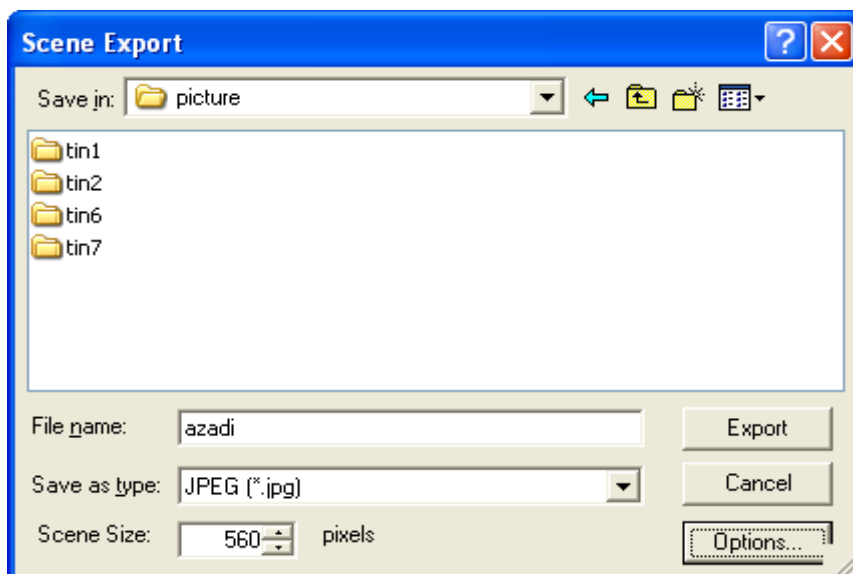 Scene Export
Save in: picture
tin1
tin2
tin6
tin7
File name: azadi Export
Save as type: JPEG (*.jpg) Cancel
Scene Size: 560 pixels Options...